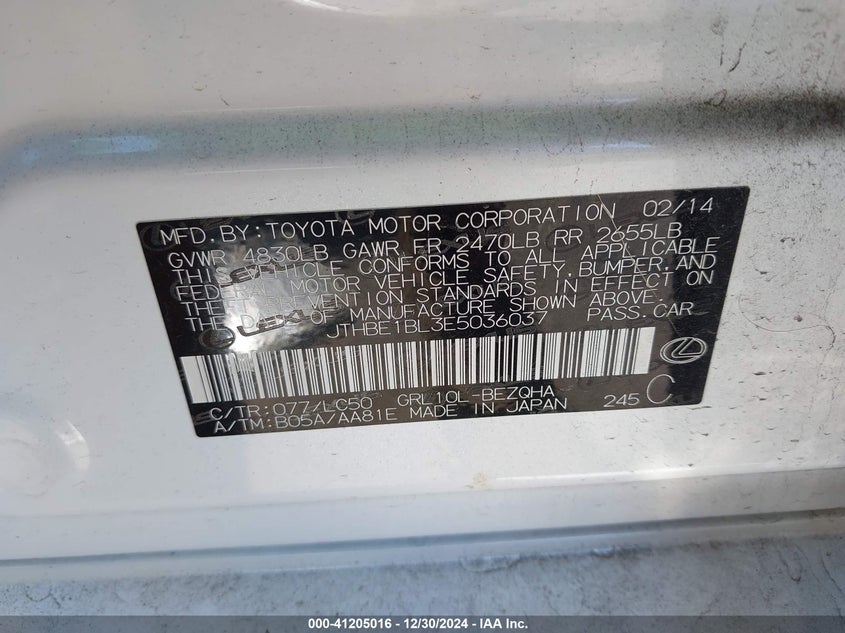 MFD. BY: TOYOTA MOTOR CORPORATION 02/14
GVWR 4830LB GAWR FR 2470LB RR 2655LB
THIS VEHICLE CONFORMS TO ALL APPLICABLE
FEDERAL MOTOR VEHICLE SAFETY, BUMPER, AND
THEFT PREVENTION STANDARDS IN EFFECT ON
THE DATE OF MANUFACTURE SHOWN ABOVE.
JTHBE1BL3E5036037 PASS. CAR
LEXUS
C/TR: 077/LC50 GRL10L-BEZQHA
A/TM: B05A/AA81E MADE IN JAPAN 245 C
000-41205016 - 12/30/2024 - IAA Inc.